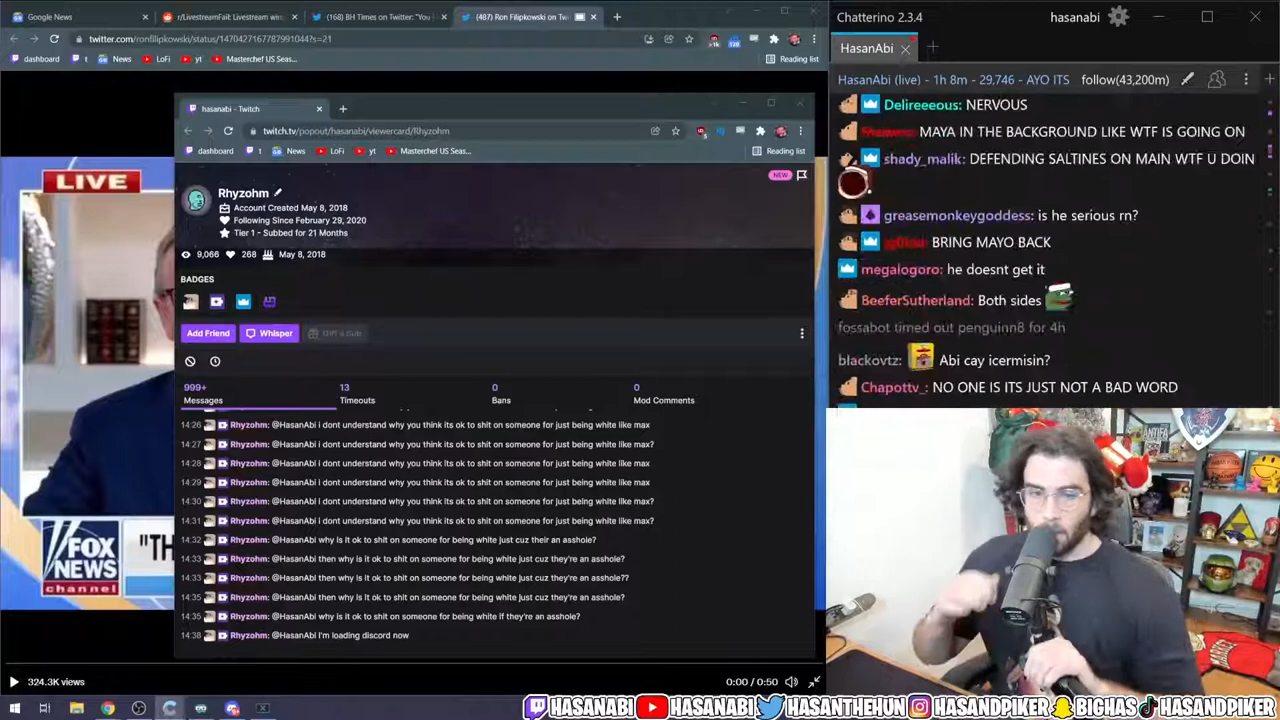 Google News
r/LivestreamFail: Livestream win
(168) BH Times on Twitter: "You
(487) Ron Filipkowski on Tw
twitter.com/ronfilipkowski/status/1470427167787991044?s=21
dashboard
t
News
LoFi
yt
Masterchef US Seas...
Reading list
LIVE
FOX
NEWS
channel
"TH
hasanabi - Twitch
twitch.tv/popout/hasanabi/viewercard/Rhyzohm
dashboard
t
News
LoFi
yt
Masterchef US Seas...
Reading list
NEW
Rhyzohm
Account Created May 8, 2018
Following Since February 29, 2020
Tier 1 - Subbed for 21 Months
9,066
268
May 8, 2018
BADGES
Add Friend
Whisper
Gift a Sub
999+
Messages
13
Timeouts
0
Bans
0
Mod Comments
14:26 Rhyzohm: @HasanAbi i dont understand why you think its ok to shit on someone for just being white like max
14:27 Rhyzohm: @HasanAbi i dont understand why you think its ok to shit on someone for just being white like max?
14:28 Rhyzohm: @HasanAbi i dont understand why you think its ok to shit on someone for just being white like max
14:29 Rhyzohm: @HasanAbi i dont understand why you think its ok to shit on someone for just being white like max
14:30 Rhyzohm: @HasanAbi i dont understand why you think its ok to shit on someone for just being white like max?
14:31 Rhyzohm: @HasanAbi i dont understand why you think its ok to shit on someone for just being white like max?
14:32 Rhyzohm: @HasanAbi why is it ok to shit on someone for being white just cuz their an asshole?
14:33 Rhyzohm: @HasanAbi then why is it ok to shit on someone for being white just cuz they're an asshole?
14:33 Rhyzohm: @HasanAbi then why is it ok to shit on someone for being white just cuz they're an asshole??
14:35 Rhyzohm: @HasanAbi then why is it ok to shit on someone for being white just cuz they're an asshole?
14:35 Rhyzohm: @HasanAbi why is it ok to shit on someone for being white if they're an asshole?
14:38 Rhyzohm: @HasanAbi I'm loading discord now
324.3K views
0:00 / 0:50
Chatterino 2.3.4
hasanabi
HasanAbi
HasanAbi (live) - 1h 8m - 29,746 - AYO ITS
follow(43,200m)
Delireeeous: NERVOUS
MAYA IN THE BACKGROUND LIKE WTF IS GOING ON
shady_malik: DEFENDING SALTINES ON MAIN WTF U DOIN
greasemonkeygoddess: is he serious rn?
BRING MAYO BACK
megalogoro: he doesnt get it
BeeferSutherland: Both sides
fossabot timed out penguinn8 for 4h
blackovtz: Abi cay icermisin?
Chapottv_: NO ONE IS ITS JUST NOT A BAD WORD
HASANABI
HASANABI
HASANTHEHUN
HASANDPIKER
BIGHAS
HASANDPIKER